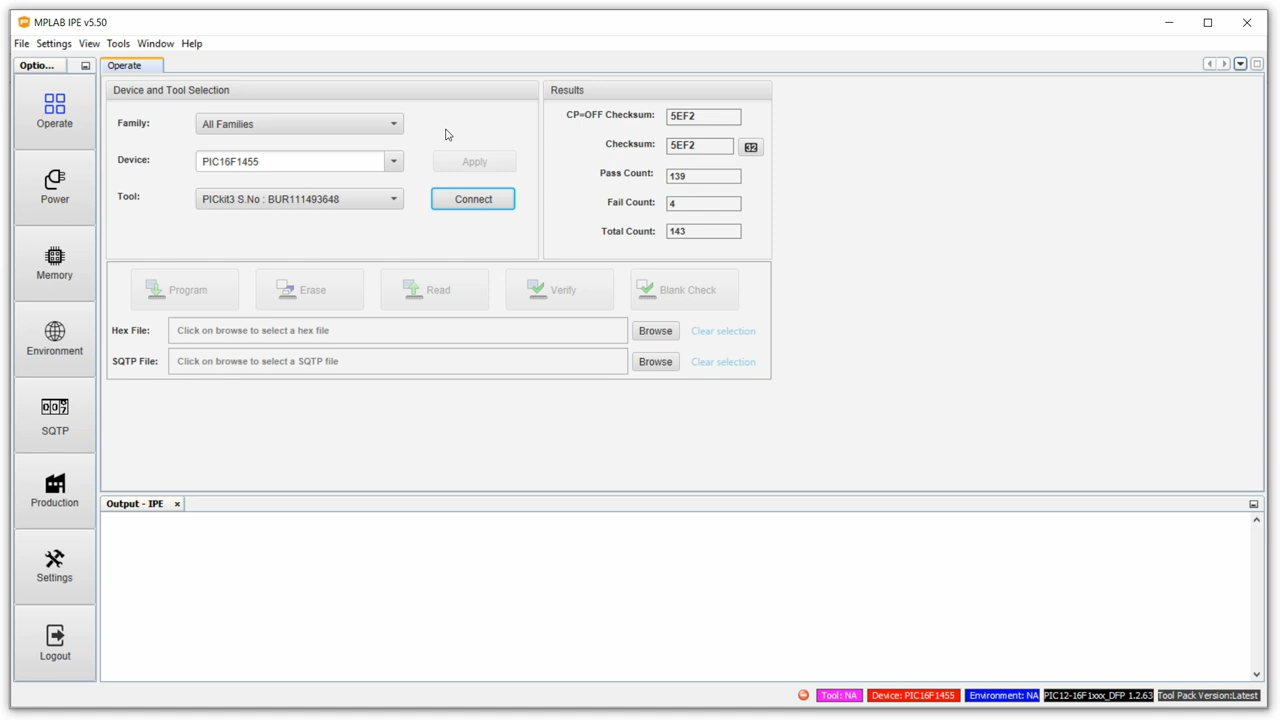 MPLAB IPE v5.50
File Settings View Tools Window Help
Optio...
Operate
Operate
Power
Memory
Environment
SQTP
Production
Settings
Logout
Device and Tool Selection
Family: All Families
Device: PIC16F1455 Apply
Tool: PICkit3 S.No : BUR111493648 Connect
Results
CP=OFF Checksum: 5EF2
Checksum: 5EF2 32
Pass Count: 139
Fail Count: 4
Total Count: 143
Program Erase Read Verify Blank Check
Hex File: Click on browse to select a hex file Browse Clear selection
SQTP File: Click on browse to select a SQTP file Browse Clear selection
Output - IPE
Tool: NA Device: PIC16F1455 Environment: NA PIC12-16F1xxx_DFP 1.2.63 Tool Pack Version:Latest